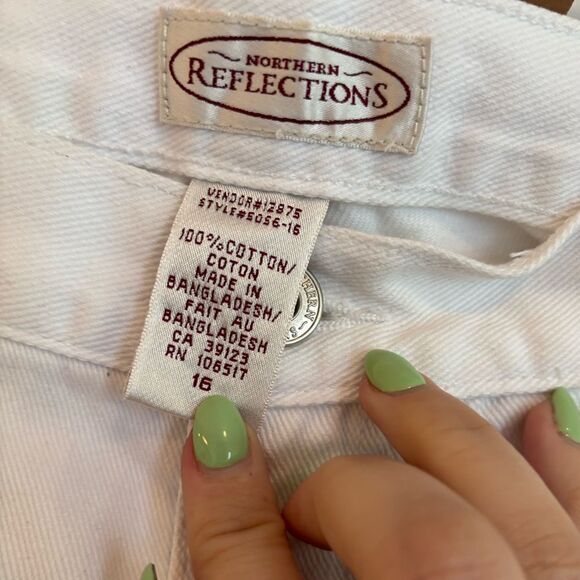 ~ NORTHERN ~
REFLECTIONS
VENDOR#12875
STYLE#5056-16
100%COTTON/
COTON
MADE IN
BANGLADESH/
FAIT AU
BANGLADESH
CA 39123
RN 106517
16